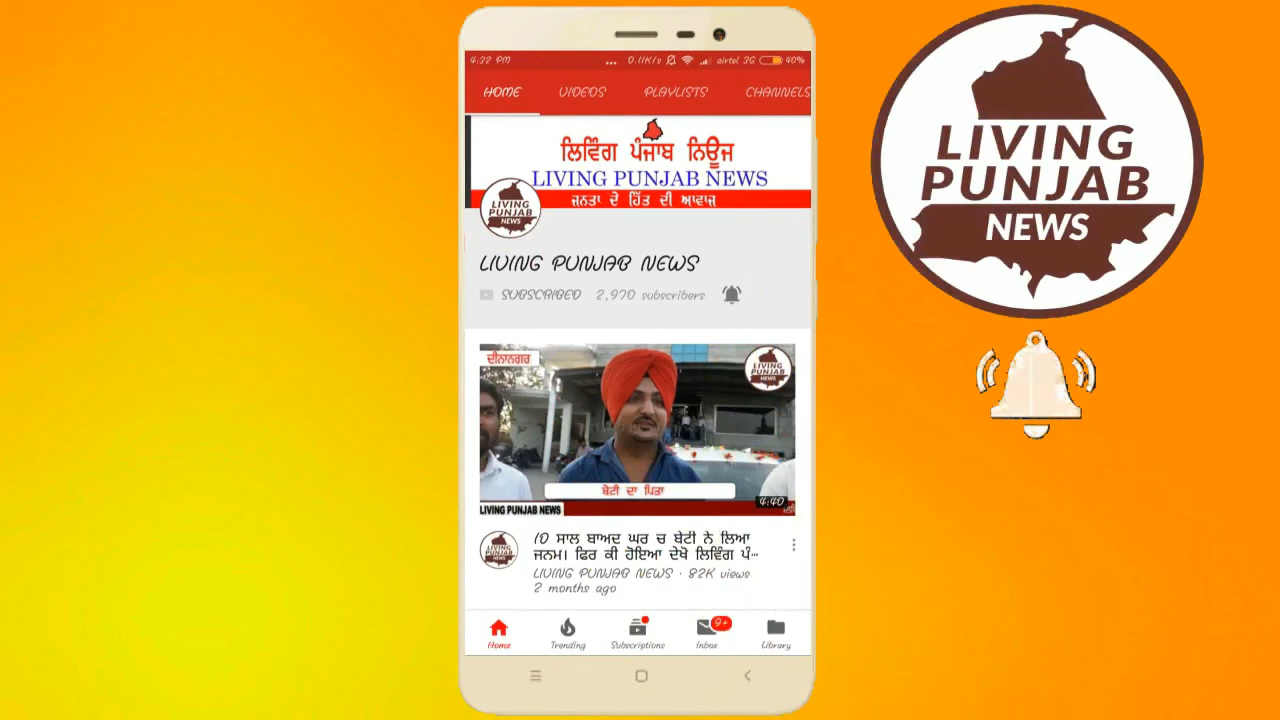 4:32 PM ... 0.11K/s airtel 3G 40%
HOME VIDEOS PLAYLISTS CHANNELS
ਲਿਵਿੰਗ ਪੰਜਾਬ ਨਿਊਜ਼
LIVING PUNJAB NEWS
ਜਨਤਾ ਦੇ ਹਿੱਤ ਦੀ ਆਵਾਜ਼
LIVING
PUNJAB
NEWS
LIVING PUNJAB NEWS
SUBSCRIBED 2,970 subscribers
ਦੀਨਾਨਗਰ
LIVING
PUNJAB
NEWS
ਬੇਟੀ ਦਾ ਪਿਤਾ
4:40
LIVING PUNJAB NEWS
LIVING
PUNJAB
NEWS
10 ਸਾਲ ਬਾਅਦ ਘਰ ਚ ਬੇਟੀ ਨੇ ਲਿਆ
ਜਨਮ। ਫਿਰ ਕੀ ਹੋਇਆ ਦੇਖੋ ਲਿਵਿੰਗ ਪੰ...
LIVING PUNJAB NEWS · 82K views
2 months ago
9+
Home Trending Subscriptions Inbox Library
LIVING
PUNJAB
NEWS